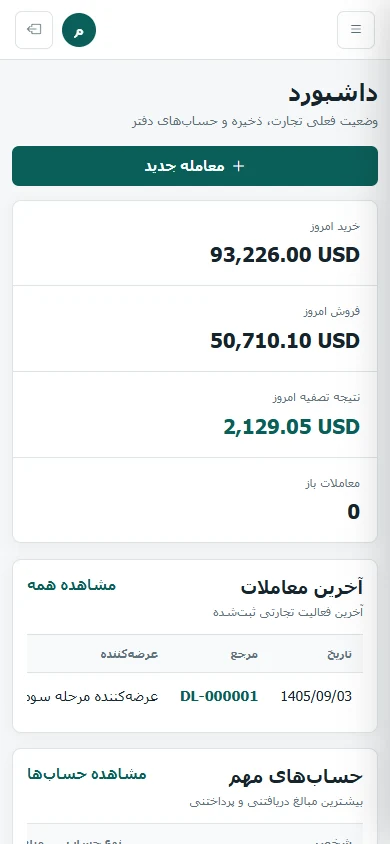 م
داشبورد
وضعیت فعلی تجارت، ذخیره و حساب‌های دفتر
+ معامله جدید
خرید امروز
93,226.00 USD
فروش امروز
50,710.10 USD
نتیجه تصفیه امروز
2,129.05 USD
معاملات باز
0
آخرین معاملات مشاهده همه
آخرین فعالیت تجارتی ثبت‌شده
تاریخ مرجع عرضه‌کننده
1405/09/03 DL-000001 عرضه‌کننده مرحله سود
حساب‌های مهم مشاهده حساب‌ها
بیشترین مبالغ دریافتنی و پرداختنی